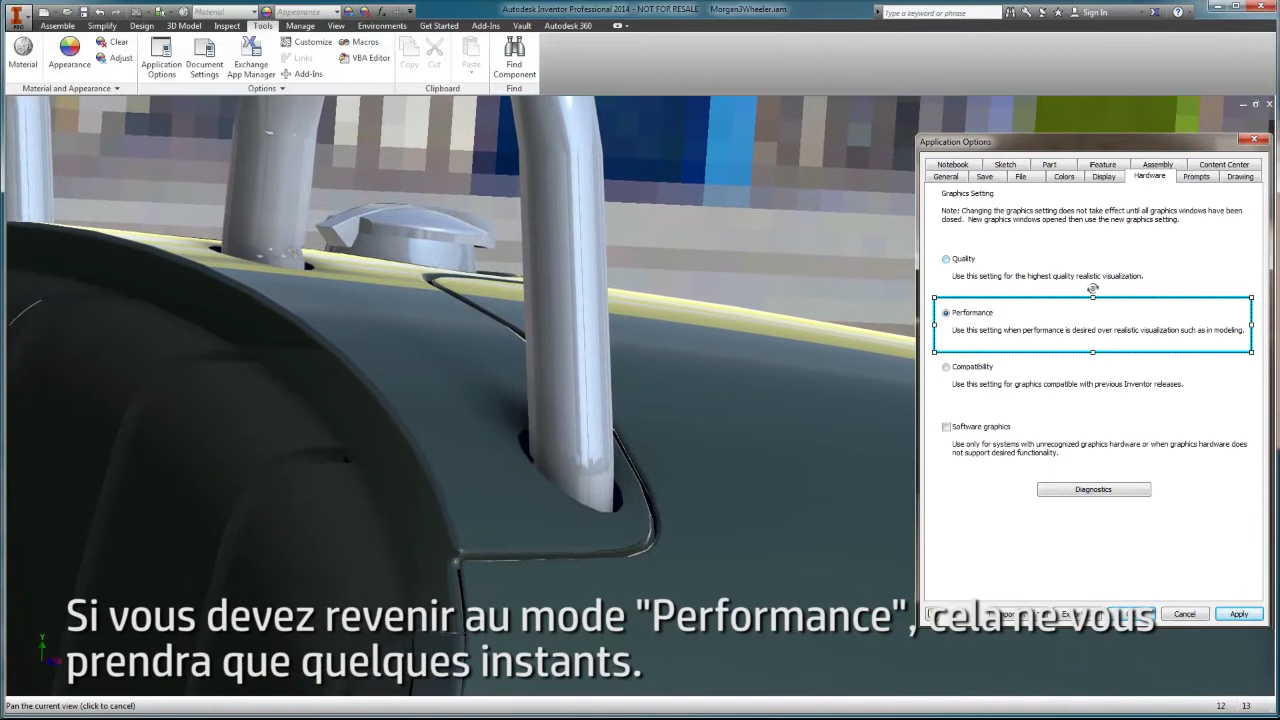 Material
Appearance
Autodesk Inventor Professional 2014 - NOT FOR RESALE Morgan3Wheeler.iam
Type a keyword or phrase
Sign In
PRO
Assemble Simplify Design 3D Model Inspect Tools Manage View Environments Get Started Add-Ins Vault Autodesk 360
Material
Appearance
Clear
Adjust
Application Options
Document Settings
Exchange App Manager
Customize
Links
Add-Ins
Macros
VBA Editor
Copy
Cut
Paste
Find Component
Material and Appearance
Options
Clipboard
Find
Application Options
Notebook Sketch Part iFeature Assembly Content Center
General Save File Colors Display Hardware Prompts Drawing
Graphics Setting
Note: Changing the graphics setting does not take effect until all graphics windows have been
closed. New graphics windows opened then use the new graphics setting.
Quality
Use this setting for the highest quality realistic visualization.
Performance
Use this setting when performance is desired over realistic visualization such as in modeling.
Compatibility
Use this setting for graphics compatible with previous Inventor releases.
Software graphics
Use only for systems with unrecognized graphics hardware or when graphics hardware does
not support desired functionality.
Diagnostics
Cancel
Apply
Si vous devez revenir au mode "Performance", cela ne vous
prendra que quelques instants.
Y
X
Pan the current view (click to cancel)
12 13